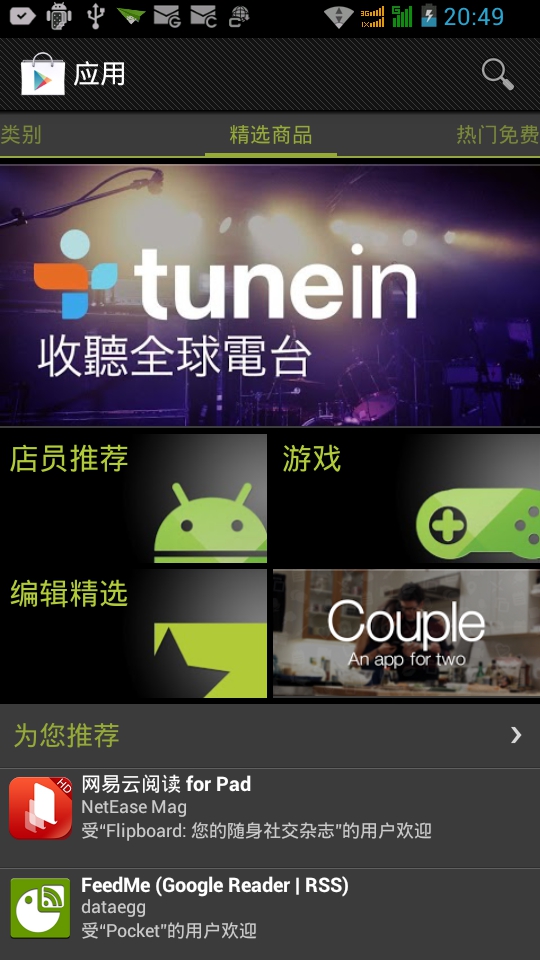 3G
1X
G
20:49
应用
类别
精选商品
热门免费
tunein
收聽全球電台
店员推荐
游戏
编辑精选
Couple
An app for two
为您推荐
HD
网易云阅读 for Pad
NetEase Mag
受“Flipboard: 您的随身社交杂志”的用户欢迎
FeedMe (Google Reader | RSS)
dataegg
受“Pocket”的用户欢迎